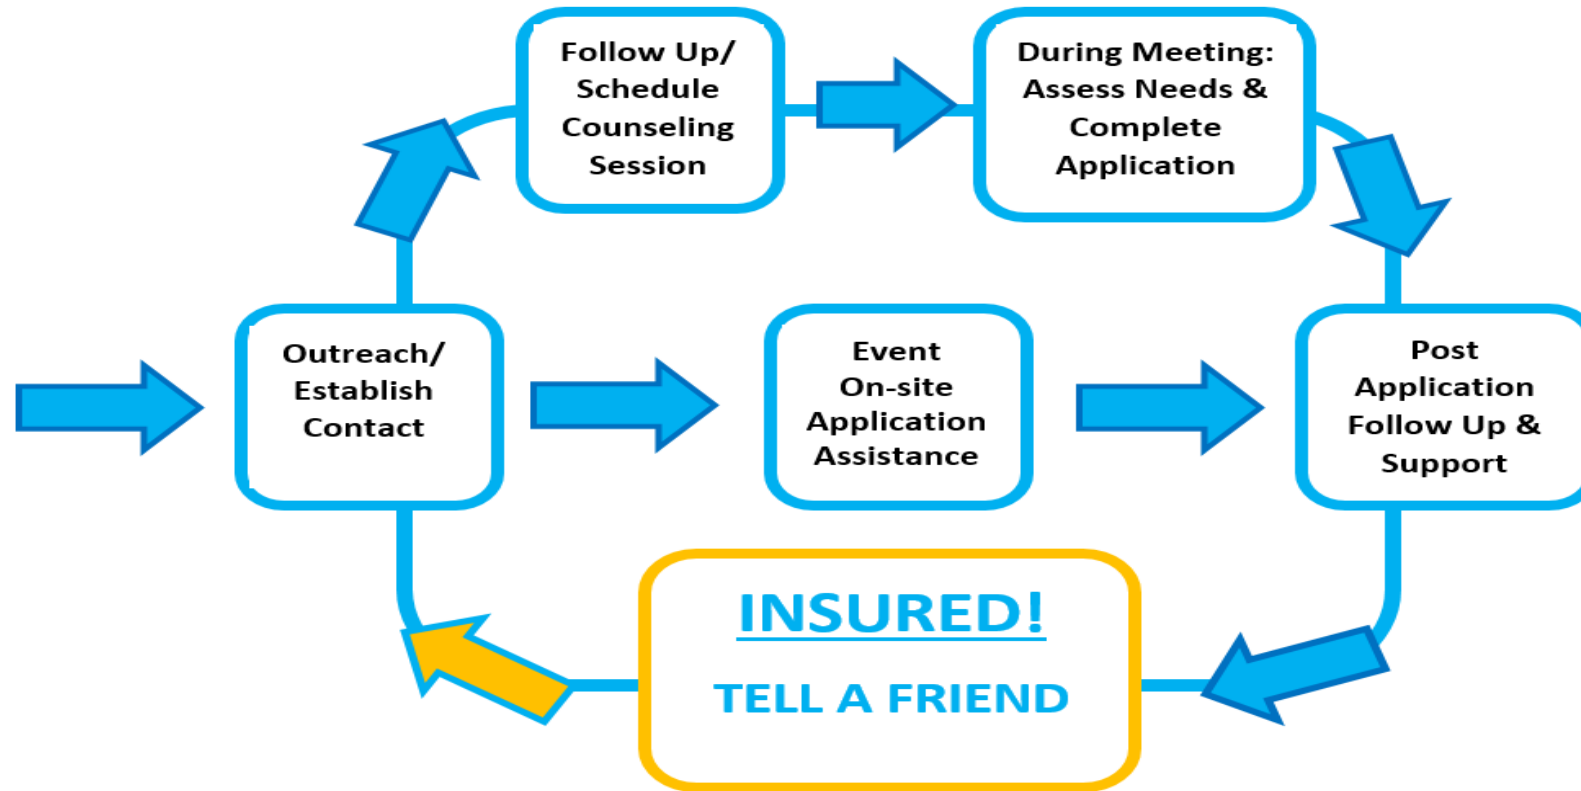 Follow Up/
Schedule
Counseling
Session
During Meeting:
Assess Needs &
Complete
Application
Outreach/
Establish
Contact
Event
On-site
Application
Assistance
Post
Application
Follow Up &
Support
INSURED!
TELL A FRIEND